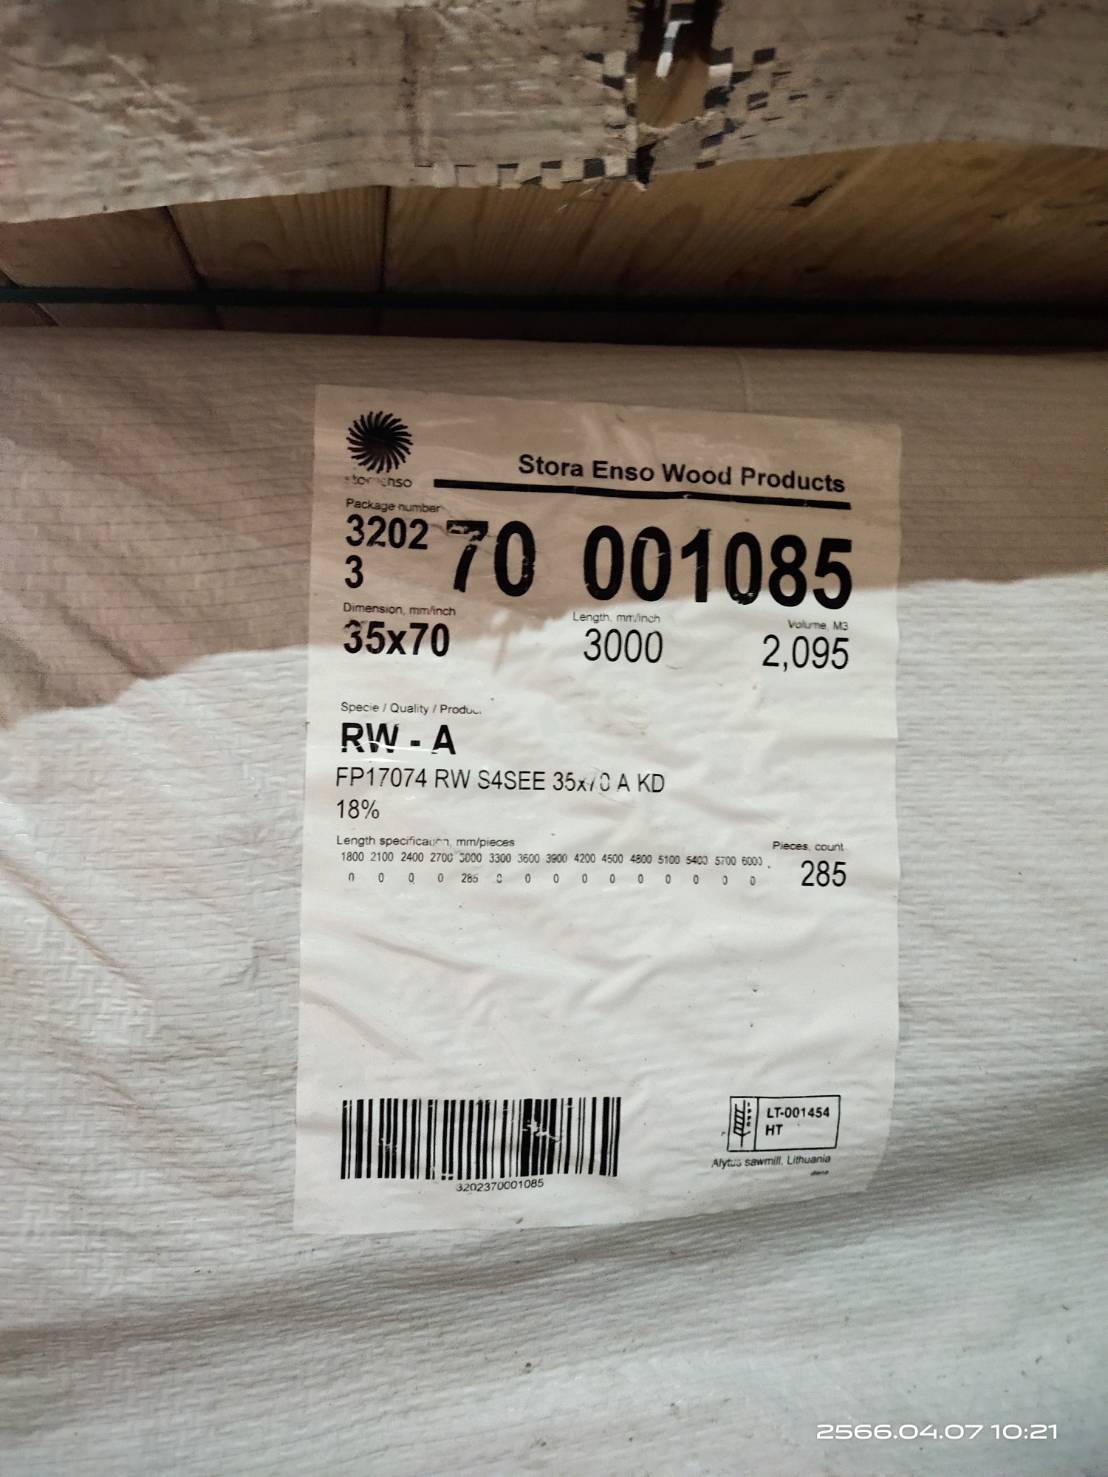 storaenso
Stora Enso Wood Products
Package number
3202
3
70 001085
Dimension, mm/inch
Length, mm/inch
Volume, M3
35x70
3000
2,095
Specie / Quality / Product
RW - A
FP17074 RW S4SEE 35x70 A KD
18%
Length specification, mm/pieces
Pieces, count
1800 2100 2400 2700 3000 3300 3600 3900 4200 4500 4800 5100 5400 5700 6000
0 0 0 0 285 0 0 0 0 0 0 0 0 0 0
285
3202370001085
LT-001454
HT
Alytus sawmill, Lithuania
2566.04.07 10:21